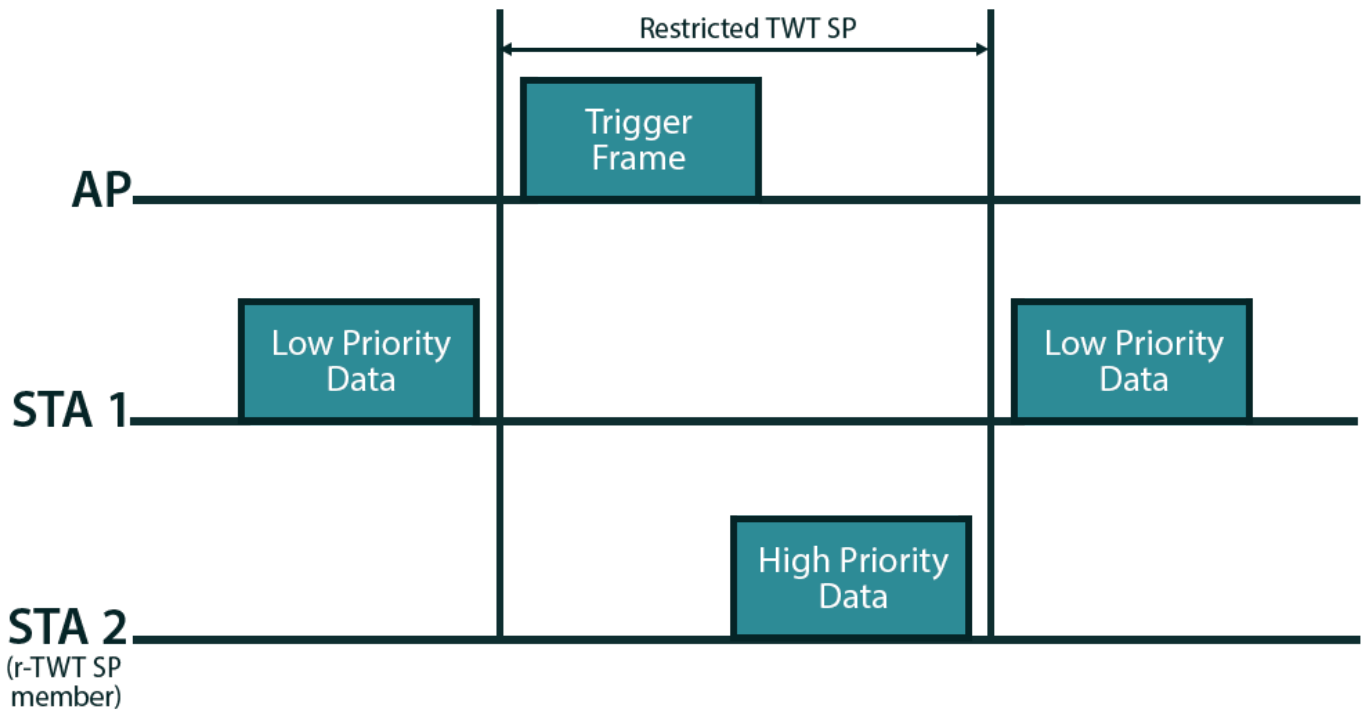 Restricted TWT SP
Trigger
Frame
AP
Low Priority
Data
Low Priority
Data
STA 1
High Priority
Data
STA 2
(r-TWT SP
member)